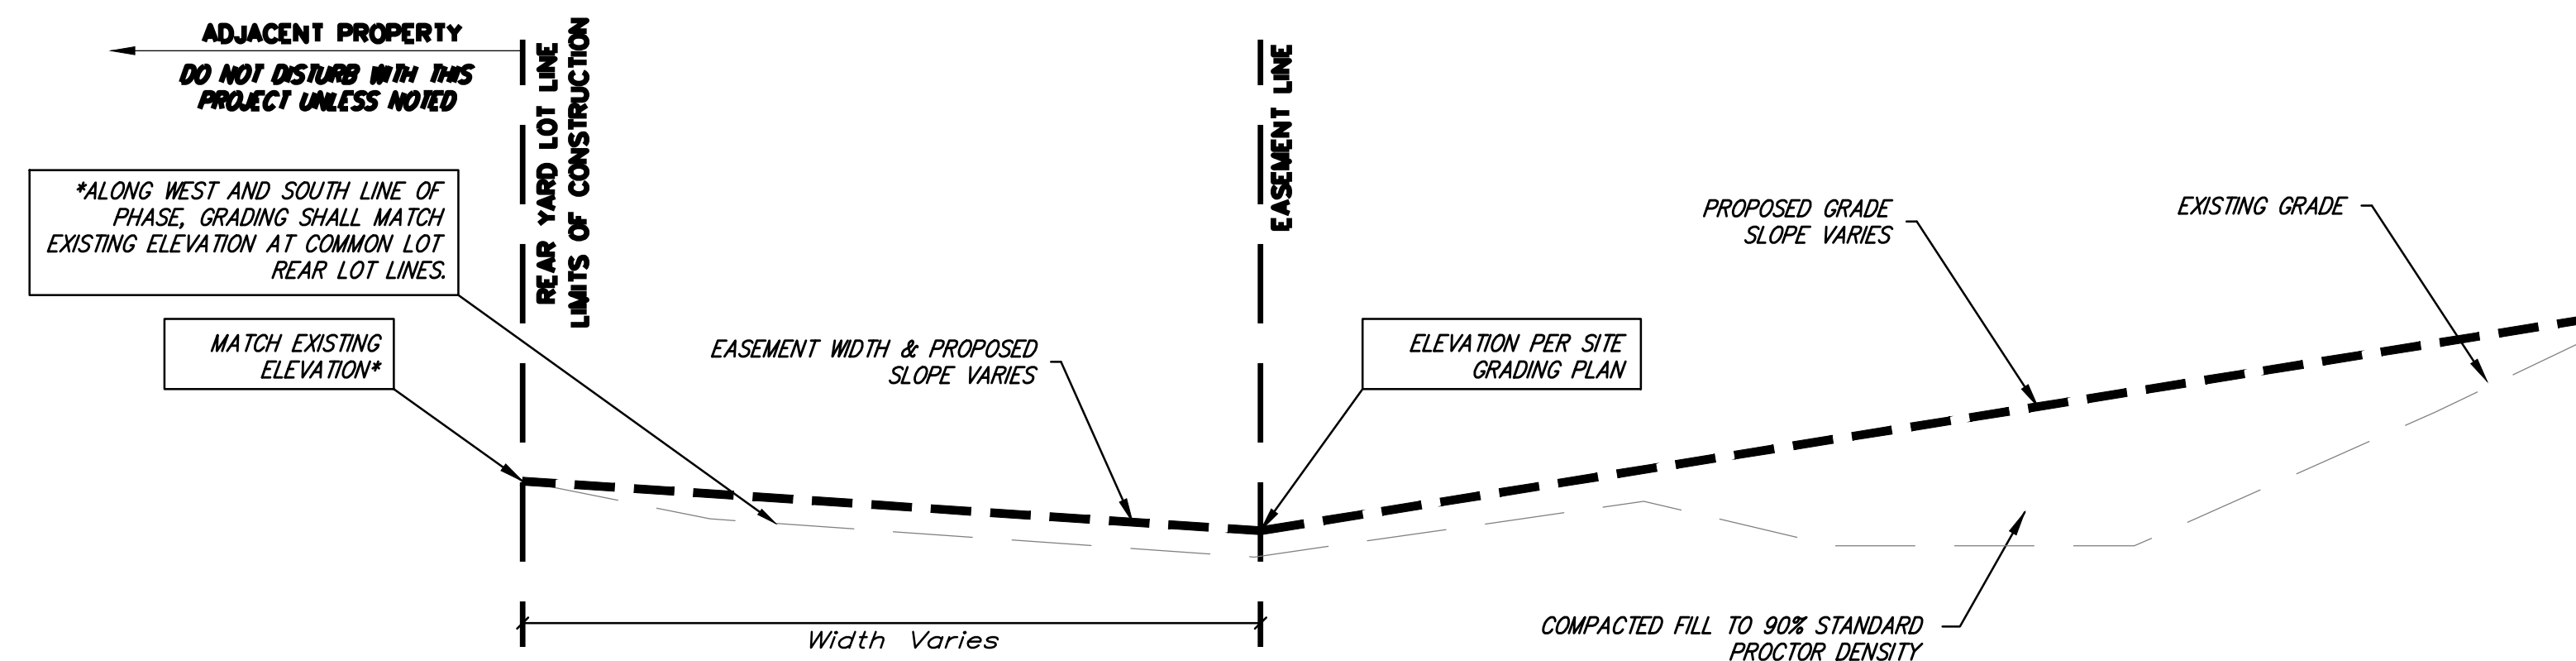 ADJACENT PROPERTY
DO NOT DISTURB WITH THIS
PROJECT UNLESS NOTED
REAR YARD LOT LINE
LIMITS OF CONSTRUCTION
EASEMENT LINE
*ALONG WEST AND SOUTH LINE OF
PHASE, GRADING SHALL MATCH
EXISTING ELEVATION AT COMMON LOT
REAR LOT LINES.
MATCH EXISTING
ELEVATION*
EASEMENT WIDTH & PROPOSED
SLOPE VARIES
ELEVATION PER SITE
GRADING PLAN
PROPOSED GRADE
SLOPE VARIES
EXISTING GRADE
Width Varies
COMPACTED FILL TO 90% STANDARD
PROCTOR DENSITY